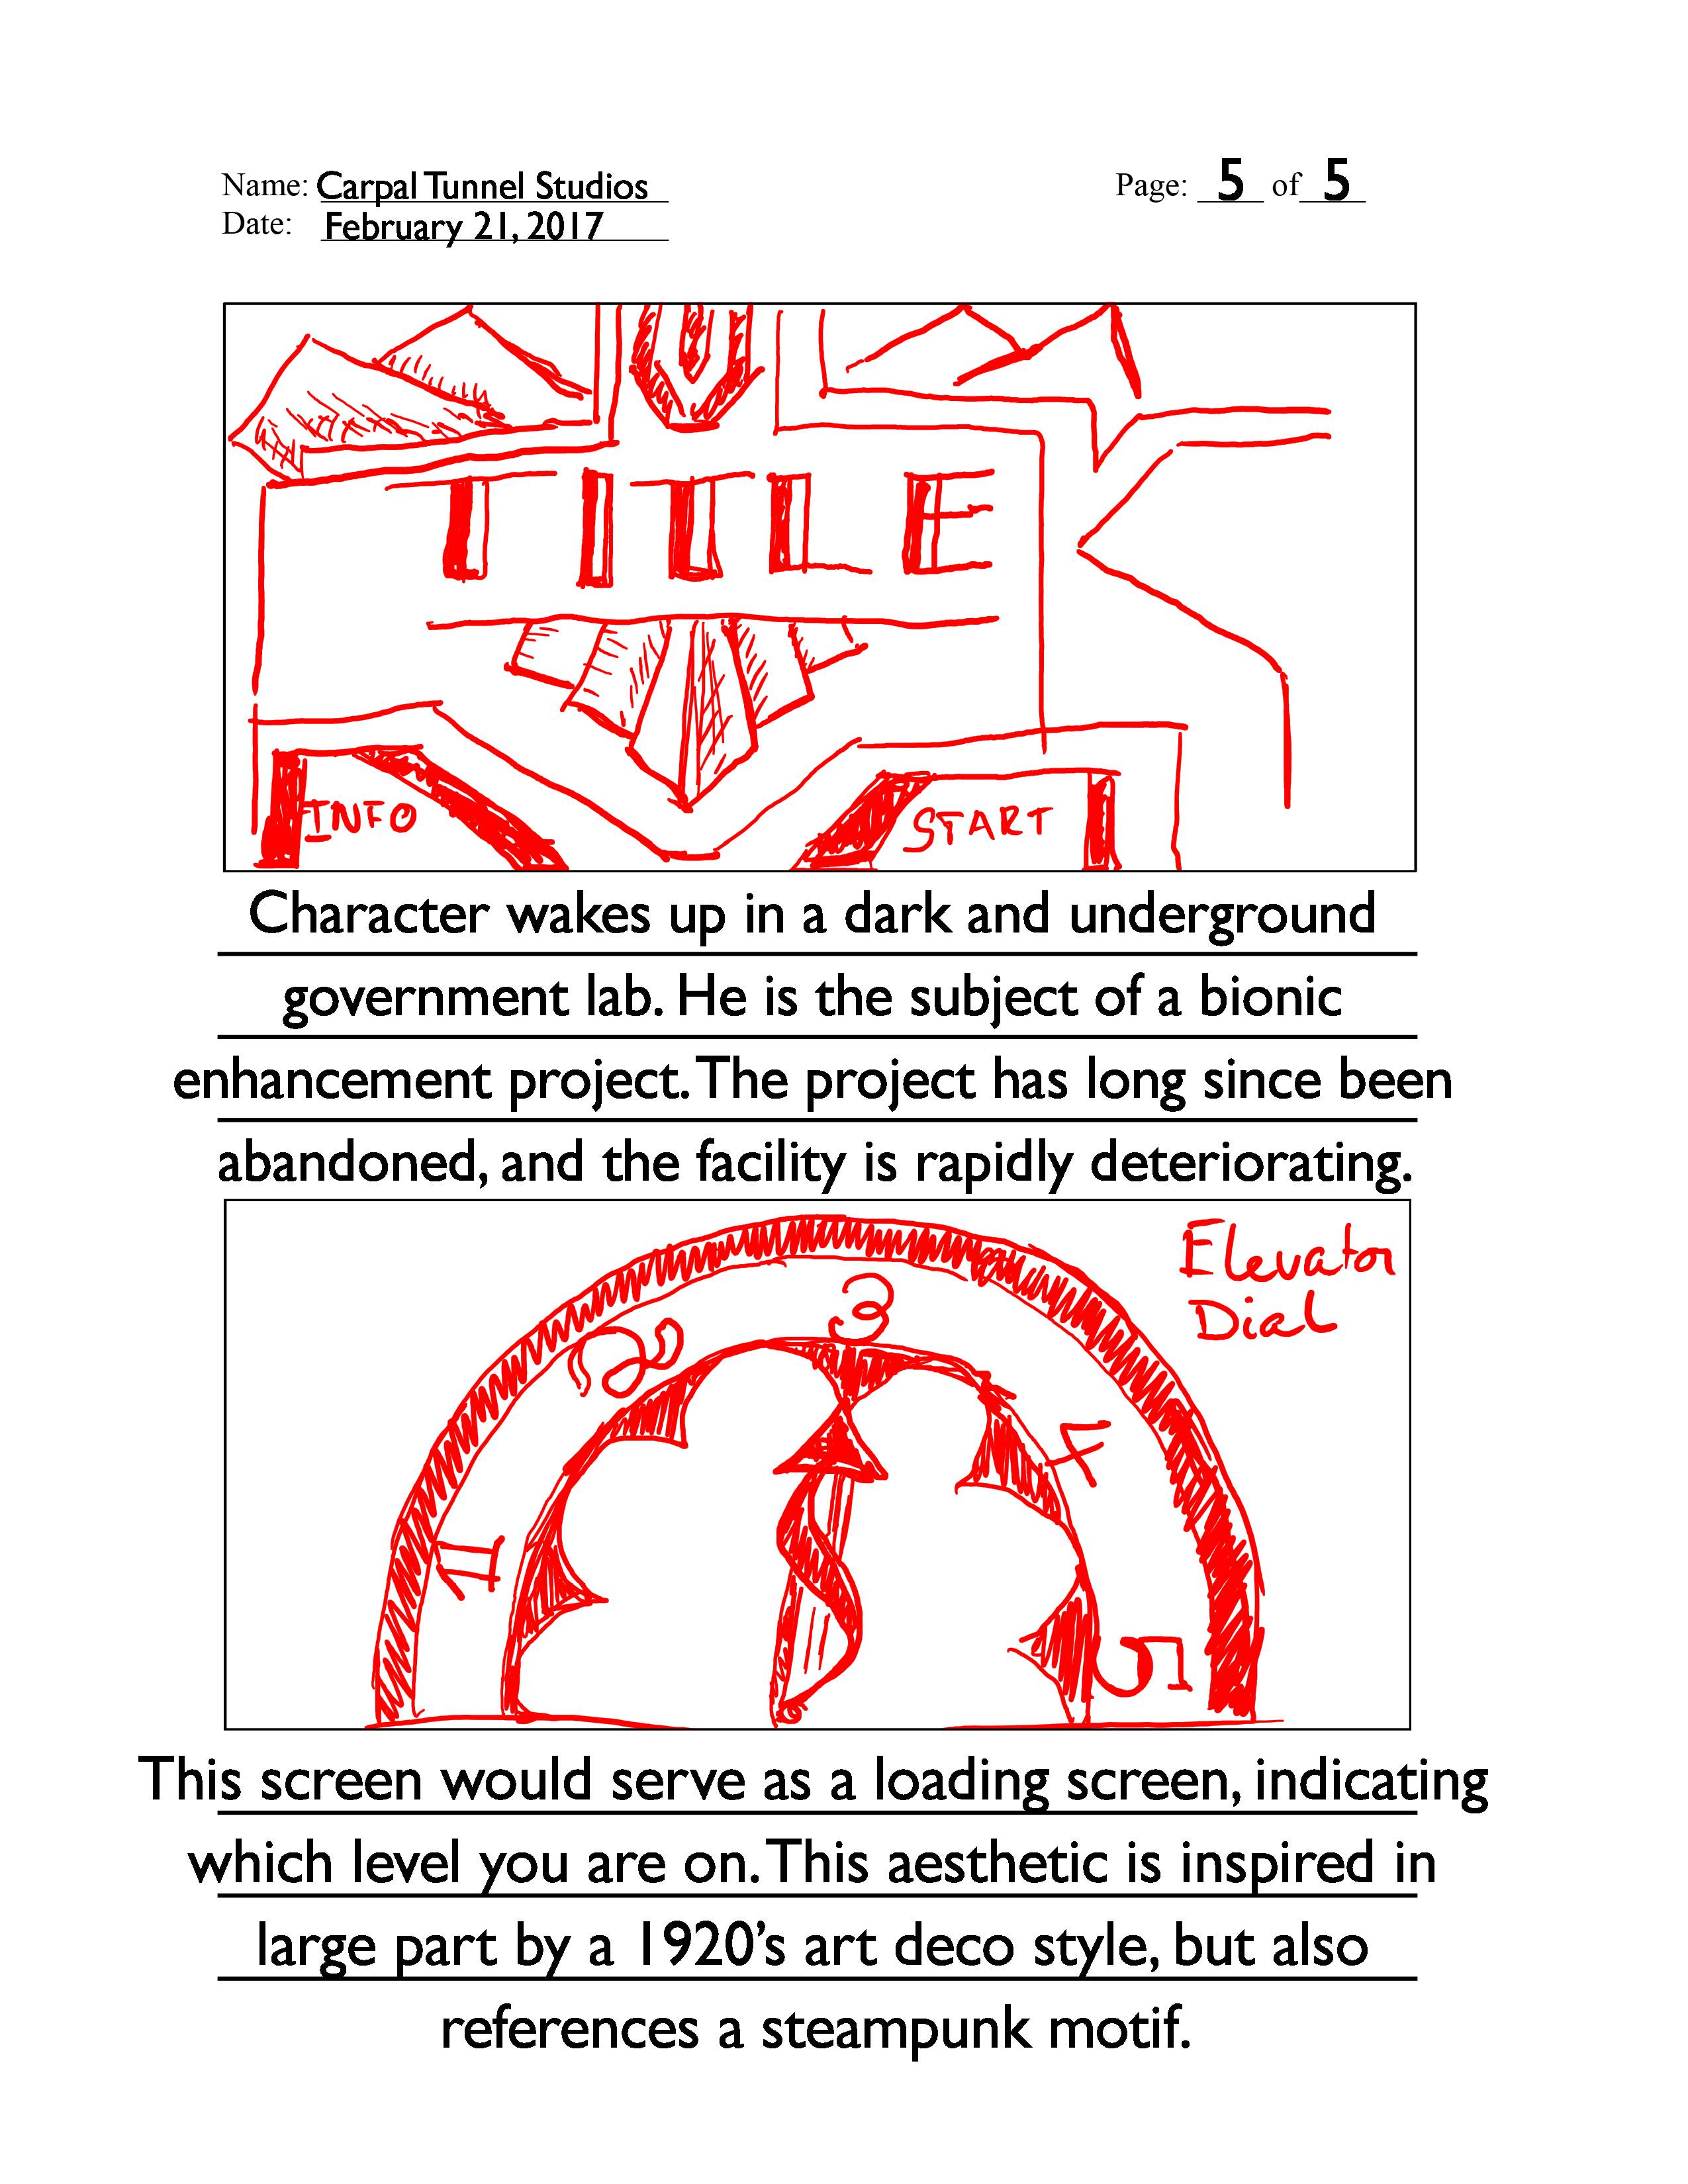 Name: Carpal Tunnel Studios
Page: 5 of 5
Date: February 21, 2017
TITLE
INFO
START
Character wakes up in a dark and underground
government lab. He is the subject of a bionic
enhancement project. The project has long since been
abandoned, and the facility is rapidly deteriorating.
Elevator
Dial
1
2
3
4
5
This screen would serve as a loading screen, indicating
which level you are on. This aesthetic is inspired in
large part by a 1920’s art deco style, but also
references a steampunk motif.